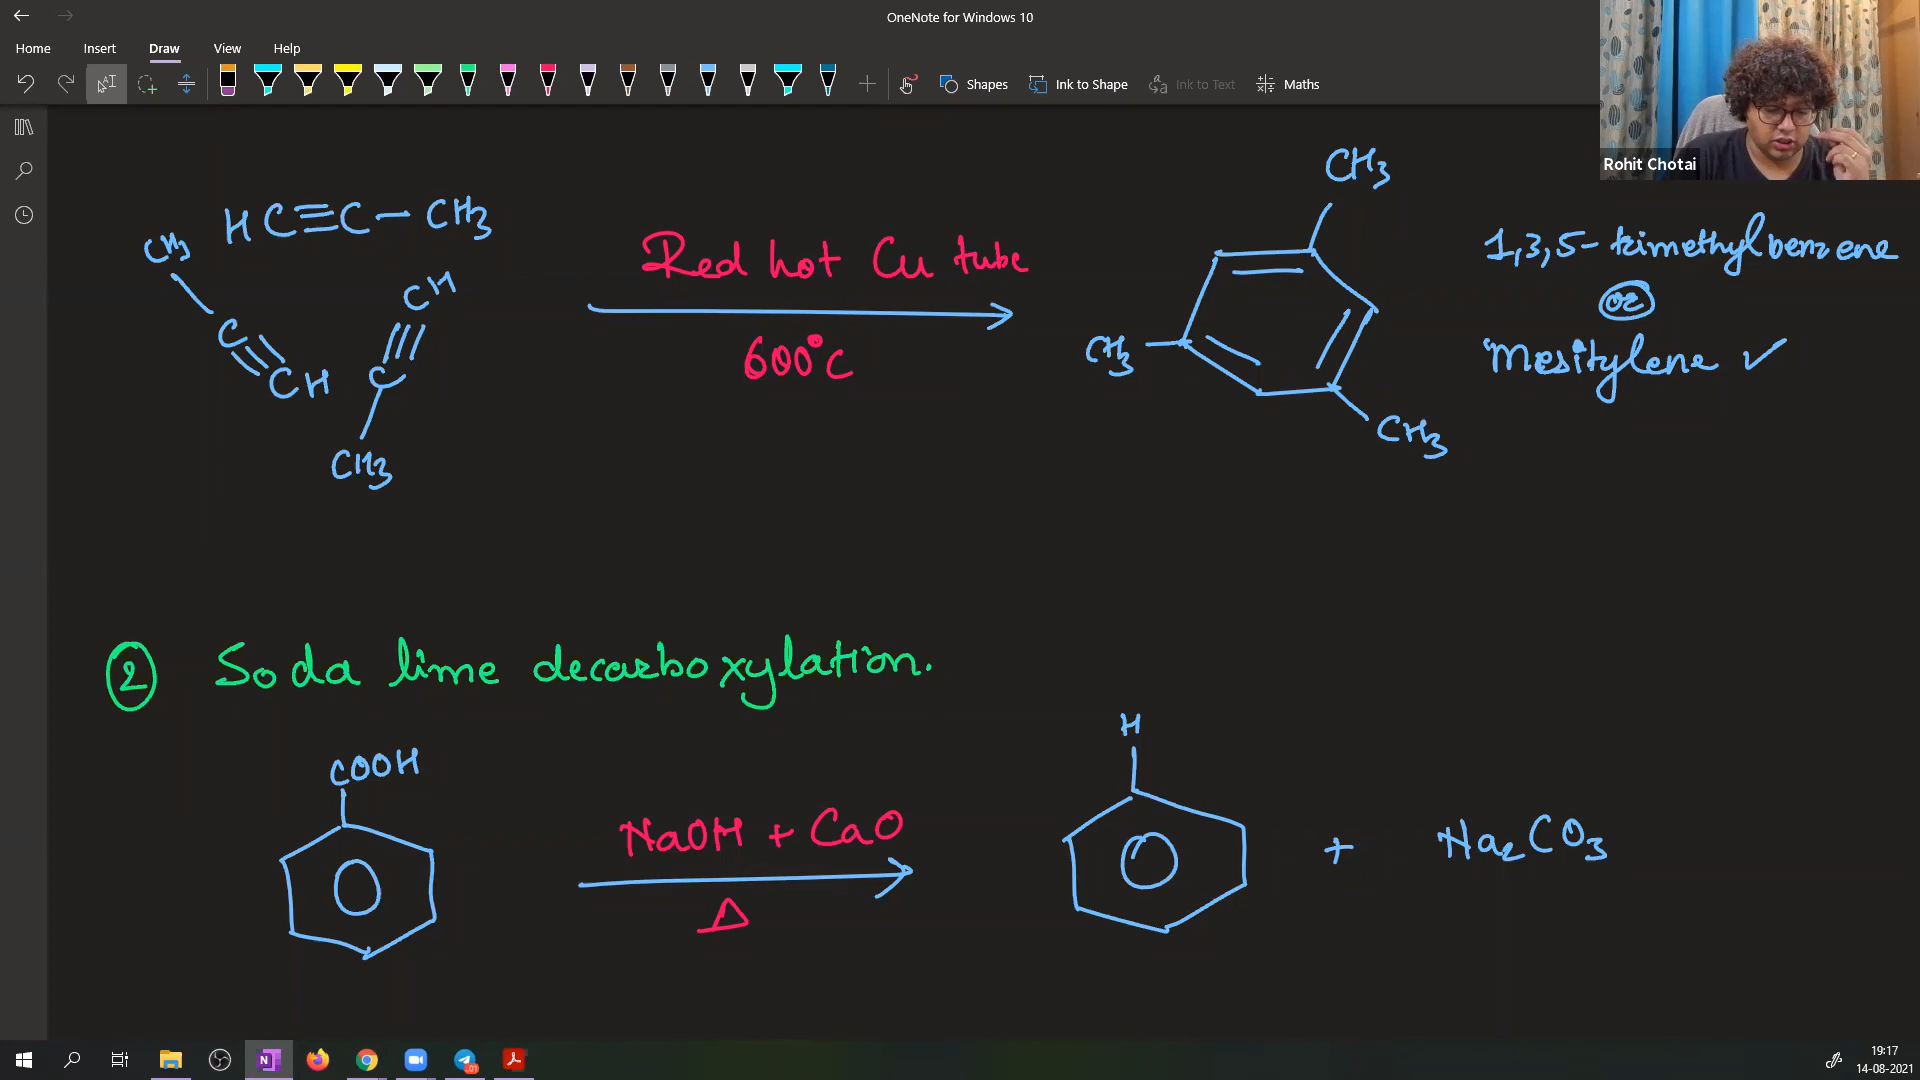 OneNote for Windows 10
Home Insert Draw View Help
Shapes Ink to Shape Ink to Text Maths
Rohit Chotai
HC≡C-CH3
CH3
C≡CH
CH
C
CH3
Red hot Cu tube
600°C
CH3
CH3
CH3
1,3,5-trimethylbenzene
or
Mesitylene ✓
② Soda lime decarboxylation.
COOH
NaOH + CaO
Δ
H
+ Na2CO3
19:17
14-08-2021